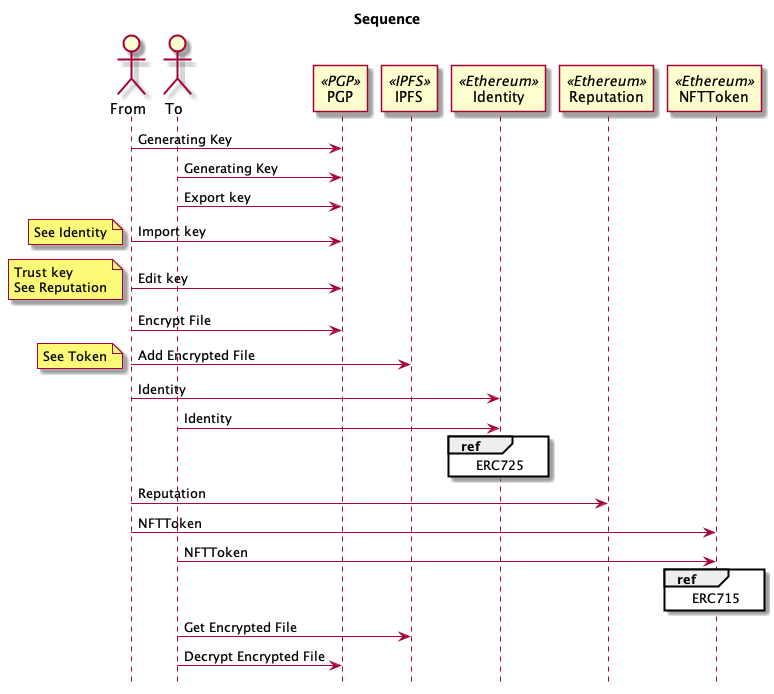 Sequence
From
To
«PGP»
PGP
«IPFS»
IPFS
«Ethereum»
Identity
«Ethereum»
Reputation
«Ethereum»
NFTToken
Generating Key
Generating Key
Export key
See Identity
Import key
Trust key
See Reputation
Edit key
Encrypt File
See Token
Add Encrypted File
Identity
Identity
ref
ERC725
Reputation
NFTToken
NFTToken
ref
ERC715
Get Encrypted File
Decrypt Encrypted File